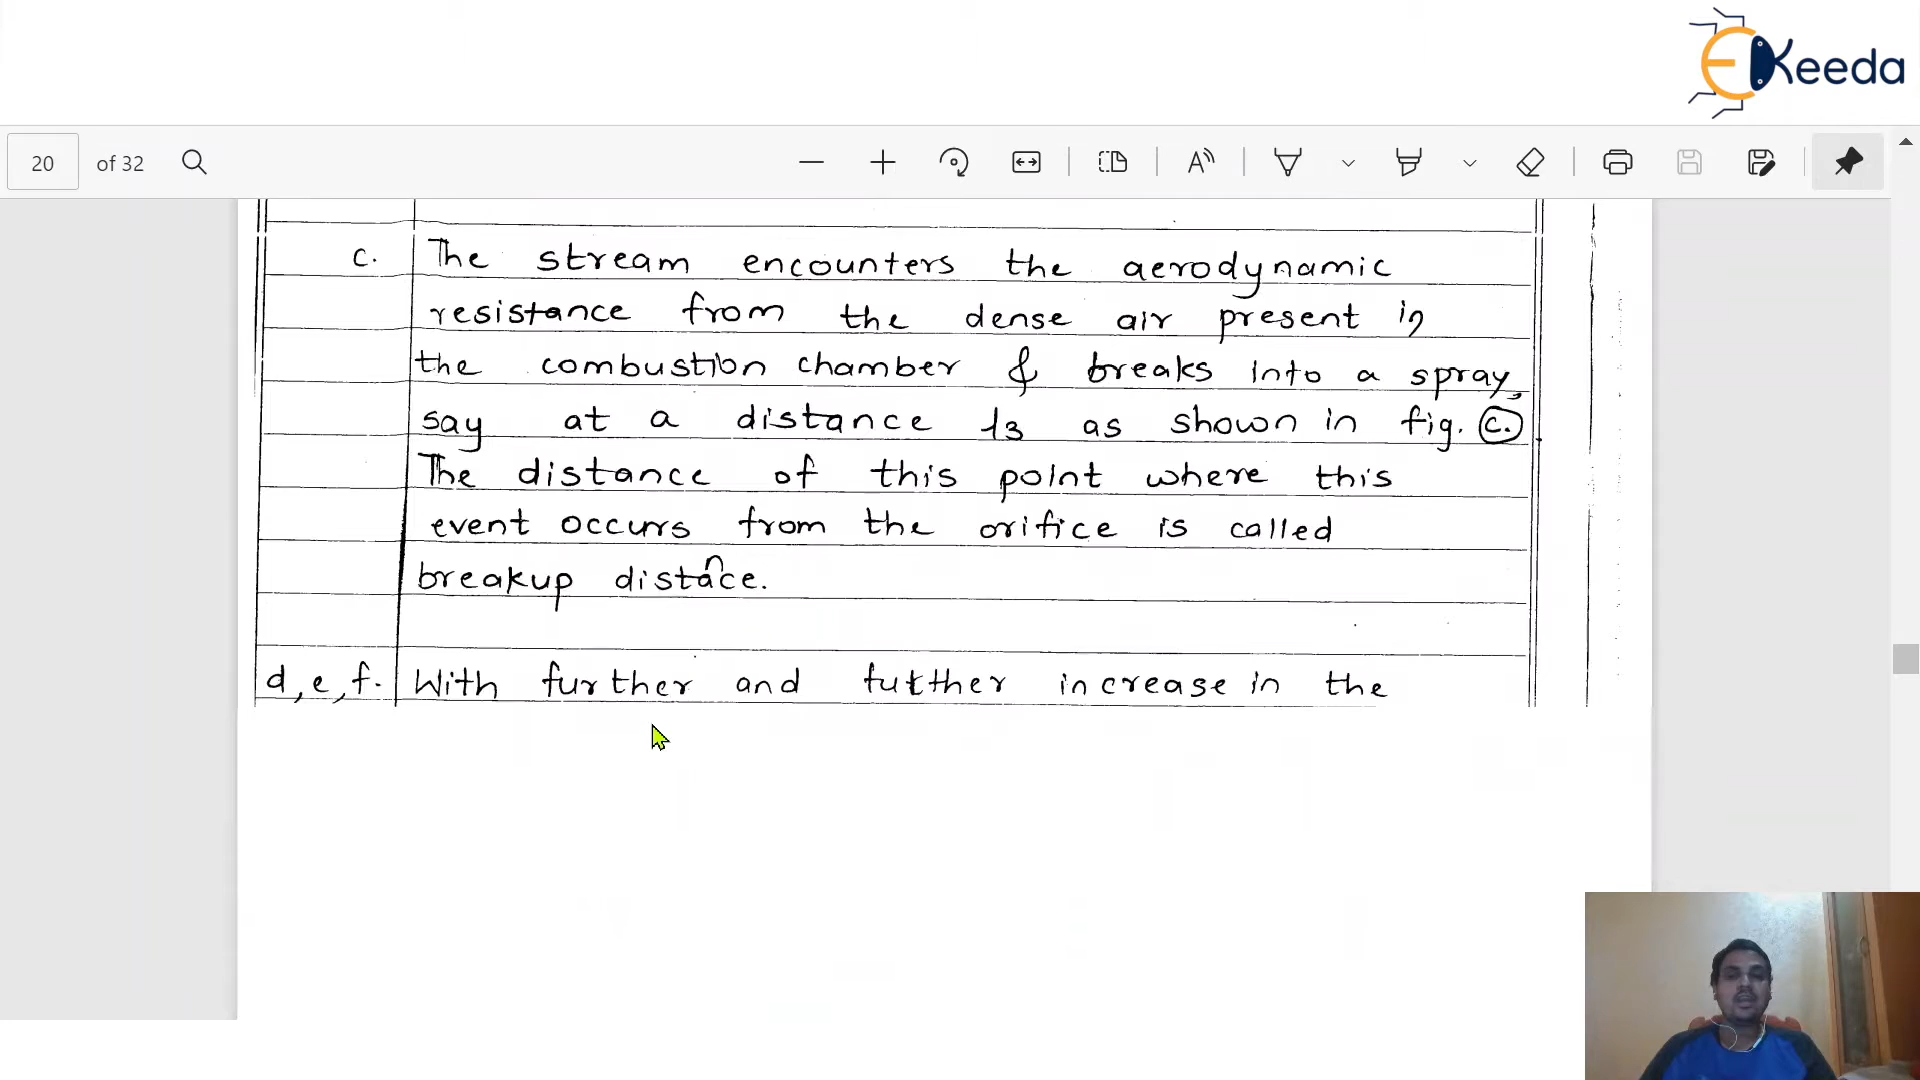 EKeeda
20 of 32
c. The stream encounters the aerodynamic
resistance from the dense air present in
the combustion chamber & breaks into a spray,
say at a distance l3 as shown in fig. c.
The distance of this point where this
event occurs from the orifice is called
breakup distance.
d, e, f. With further and futther increase in the